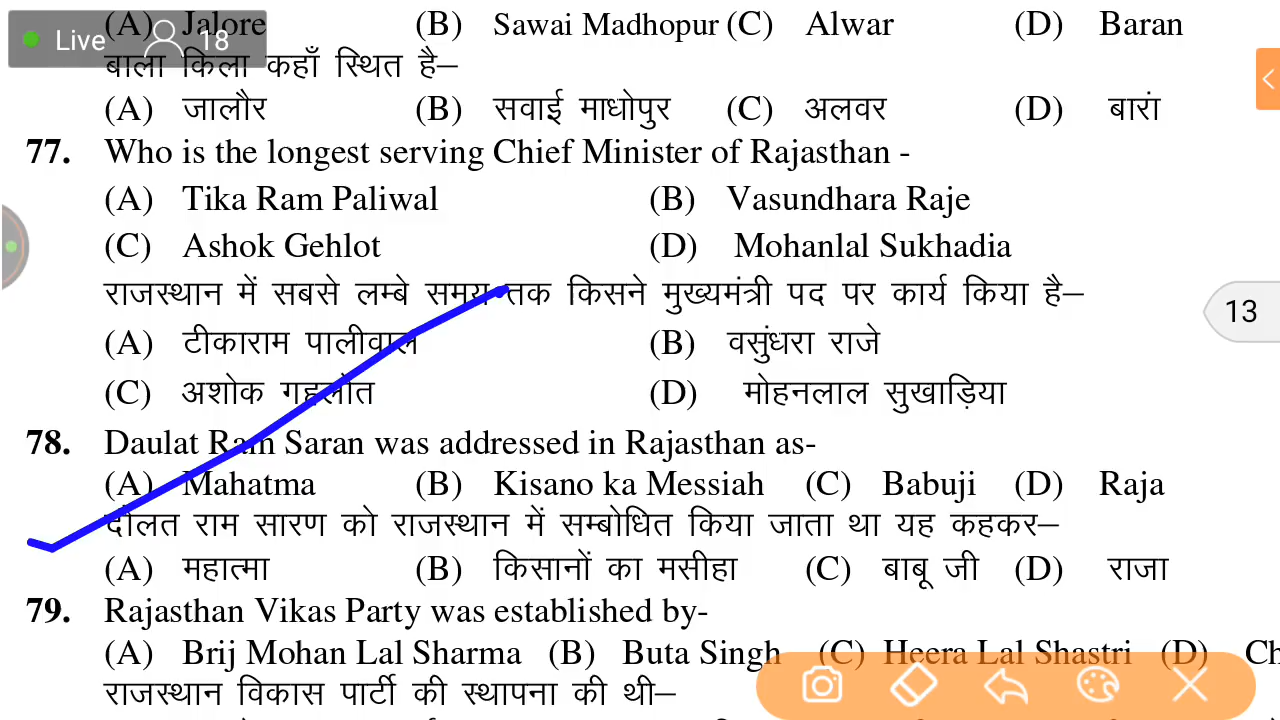 (A) Jalore (B) Sawai Madhopur (C) Alwar (D) Baran
Live 18
बाला किला कहाँ स्थित है–
(A) जालौर (B) सवाई माधोपुर (C) अलवर (D) बारां
77. Who is the longest serving Chief Minister of Rajasthan -
(A) Tika Ram Paliwal (B) Vasundhara Raje
(C) Ashok Gehlot (D) Mohanlal Sukhadia
राजस्थान में सबसे लम्बे समय तक किसने मुख्यमंत्री पद पर कार्य किया है–
13
(A) टीकाराम पालीवाल (B) वसुंधरा राजे
(C) अशोक गहलोत (D) मोहनलाल सुखाड़िया
78. Daulat Ram Saran was addressed in Rajasthan as-
(A) Mahatma (B) Kisano ka Messiah (C) Babuji (D) Raja
दौलत राम सारण को राजस्थान में सम्बोधित किया जाता था यह कहकर–
(A) महात्मा (B) किसानों का मसीहा (C) बाबू जी (D) राजा
79. Rajasthan Vikas Party was established by-
(A) Brij Mohan Lal Sharma (B) Buta Singh (C) Heera Lal Shastri (D) Ch
राजस्थान विकास पार्टी की स्थापना की थी–